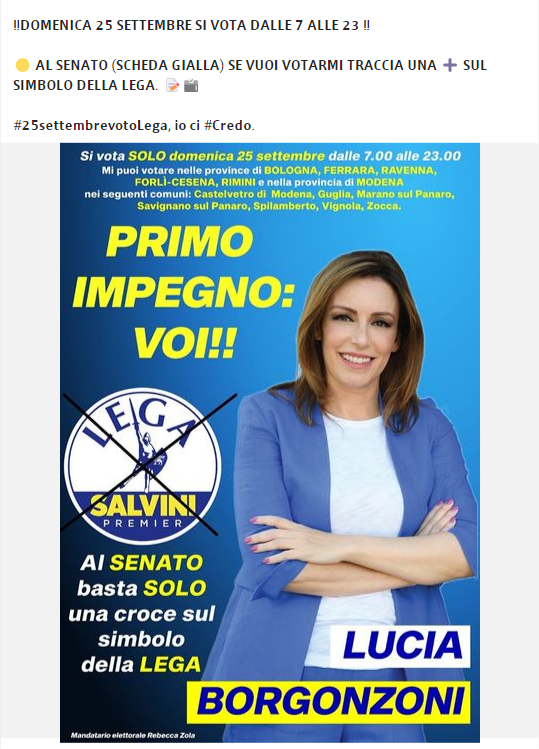 ‼DOMENICA 25 SETTEMBRE SI VOTA DALLE 7 ALLE 23 ‼
🟡 AL SENATO (SCHEDA GIALLA) SE VUOI VOTARMI TRACCIA UNA ➕ SUL
SIMBOLO DELLA LEGA. 📝🗳
#25settembrevotoLega, io ci #Credo.
Si vota SOLO domenica 25 settembre dalle 7.00 alle 23.00
Mi puoi votare nelle province di BOLOGNA, FERRARA, RAVENNA,
FORLÌ-CESENA, RIMINI e nella provincia di MODENA
nei seguenti comuni: Castelvetro di Modena, Guglia, Marano sul Panaro,
Savignano sul Panaro, Spilamberto, Vignola, Zocca.
PRIMO
IMPEGNO:
VOI!!
LEGA
SALVINI
PREMIER
Al SENATO
basta SOLO
una croce sul
simbolo
della LEGA
LUCIA
BORGONZONI
Mandatario elettorale Rebecca Zola